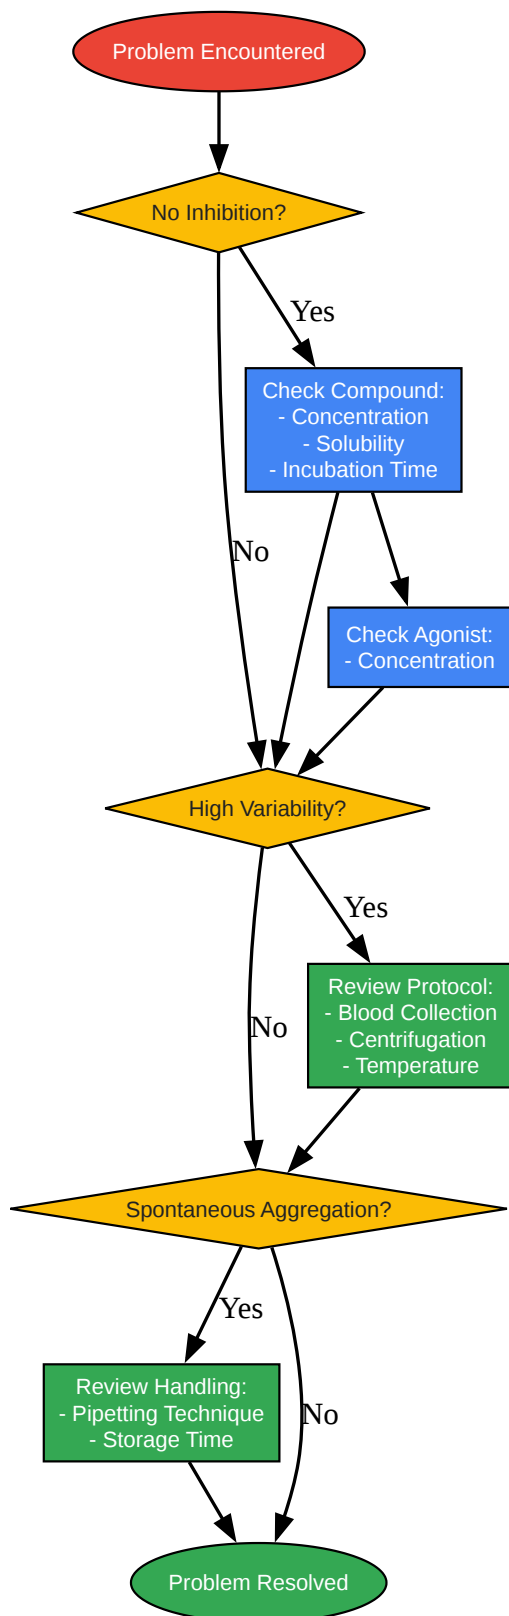 Problem Encountered
No Inhibition?
Yes
Check Compound:
- Concentration
- Solubility
- Incubation Time
No
Check Agonist:
- Concentration
High Variability?
Yes
Review Protocol:
- Blood Collection
- Centrifugation
- Temperature
No
Spontaneous Aggregation?
Yes
Review Handling:
- Pipetting Technique
- Storage Time
No
Problem Resolved